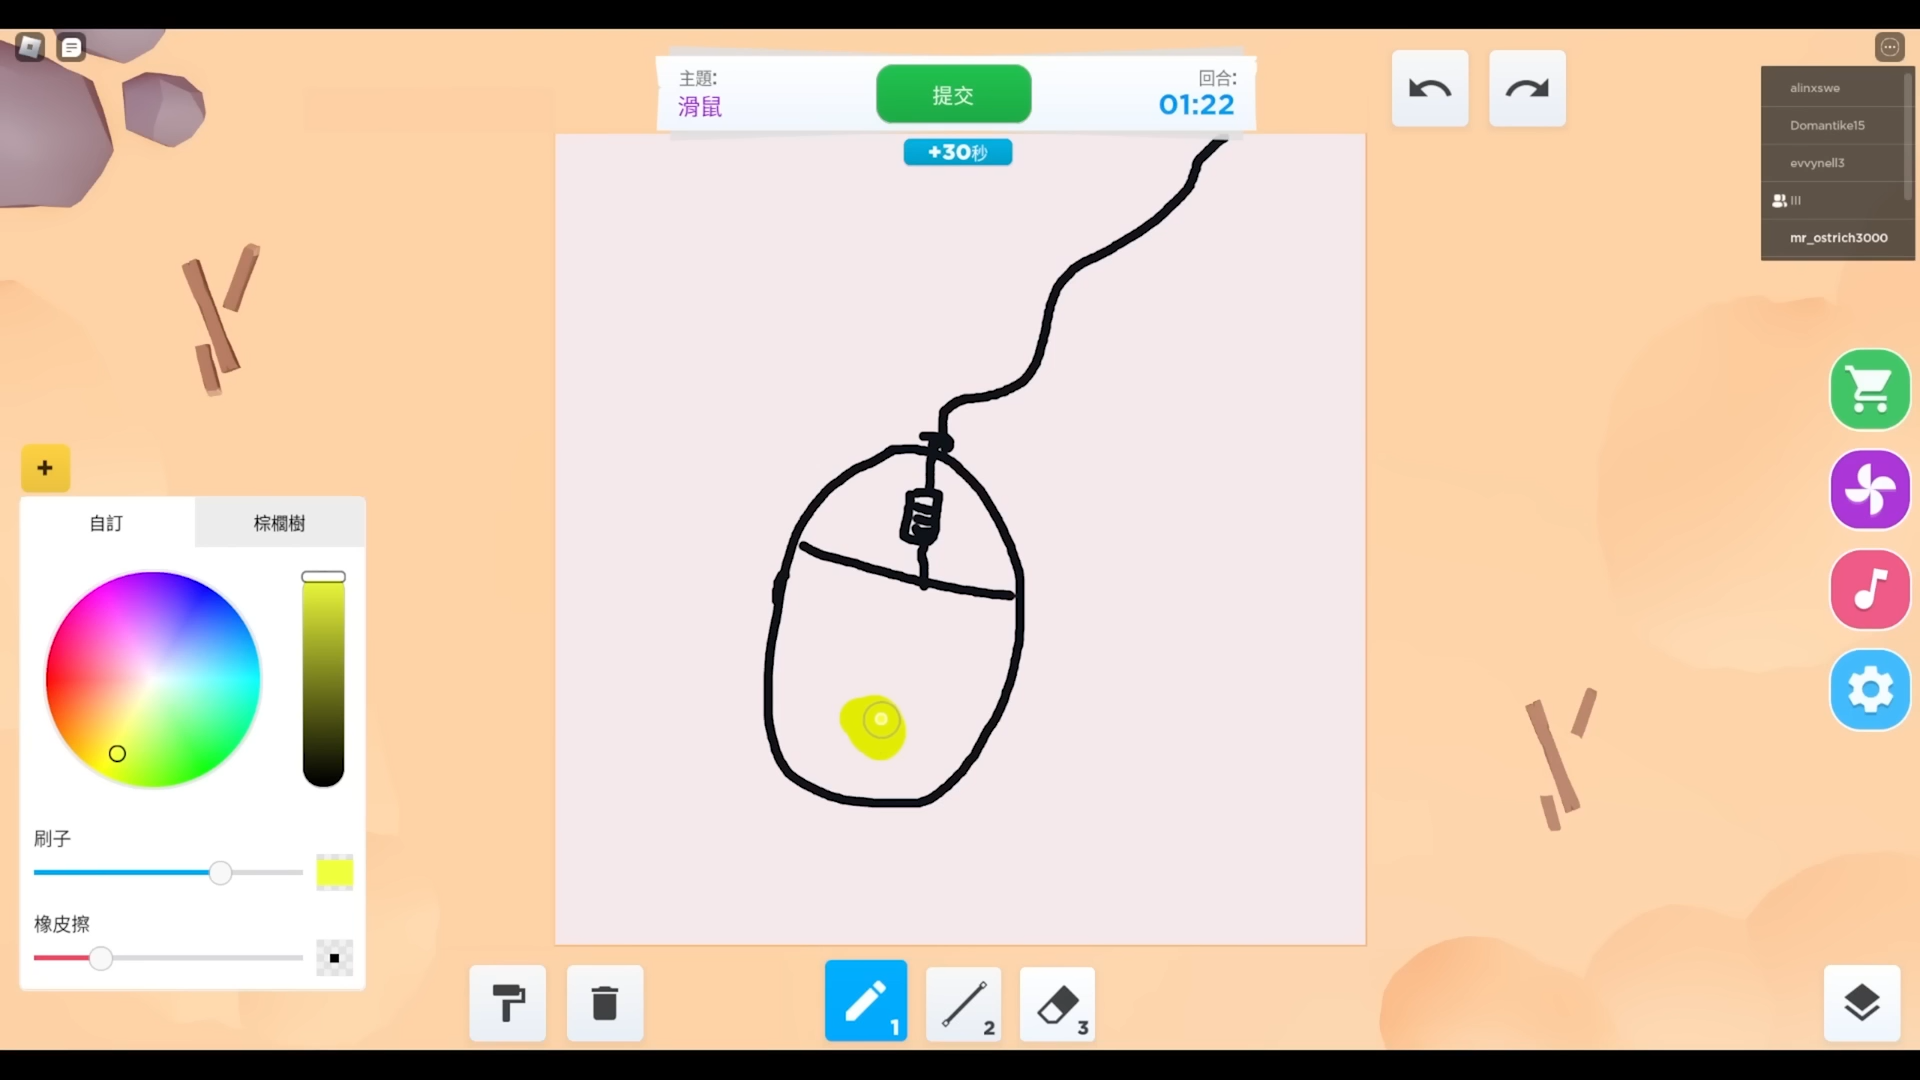 主題:
滑鼠
提交
回合:
01:22
+30秒
alinxswe
Domantike15
evvynell3
III
mr_ostrich3000
+
自訂
棕櫚樹
刷子
橡皮擦
1
2
3